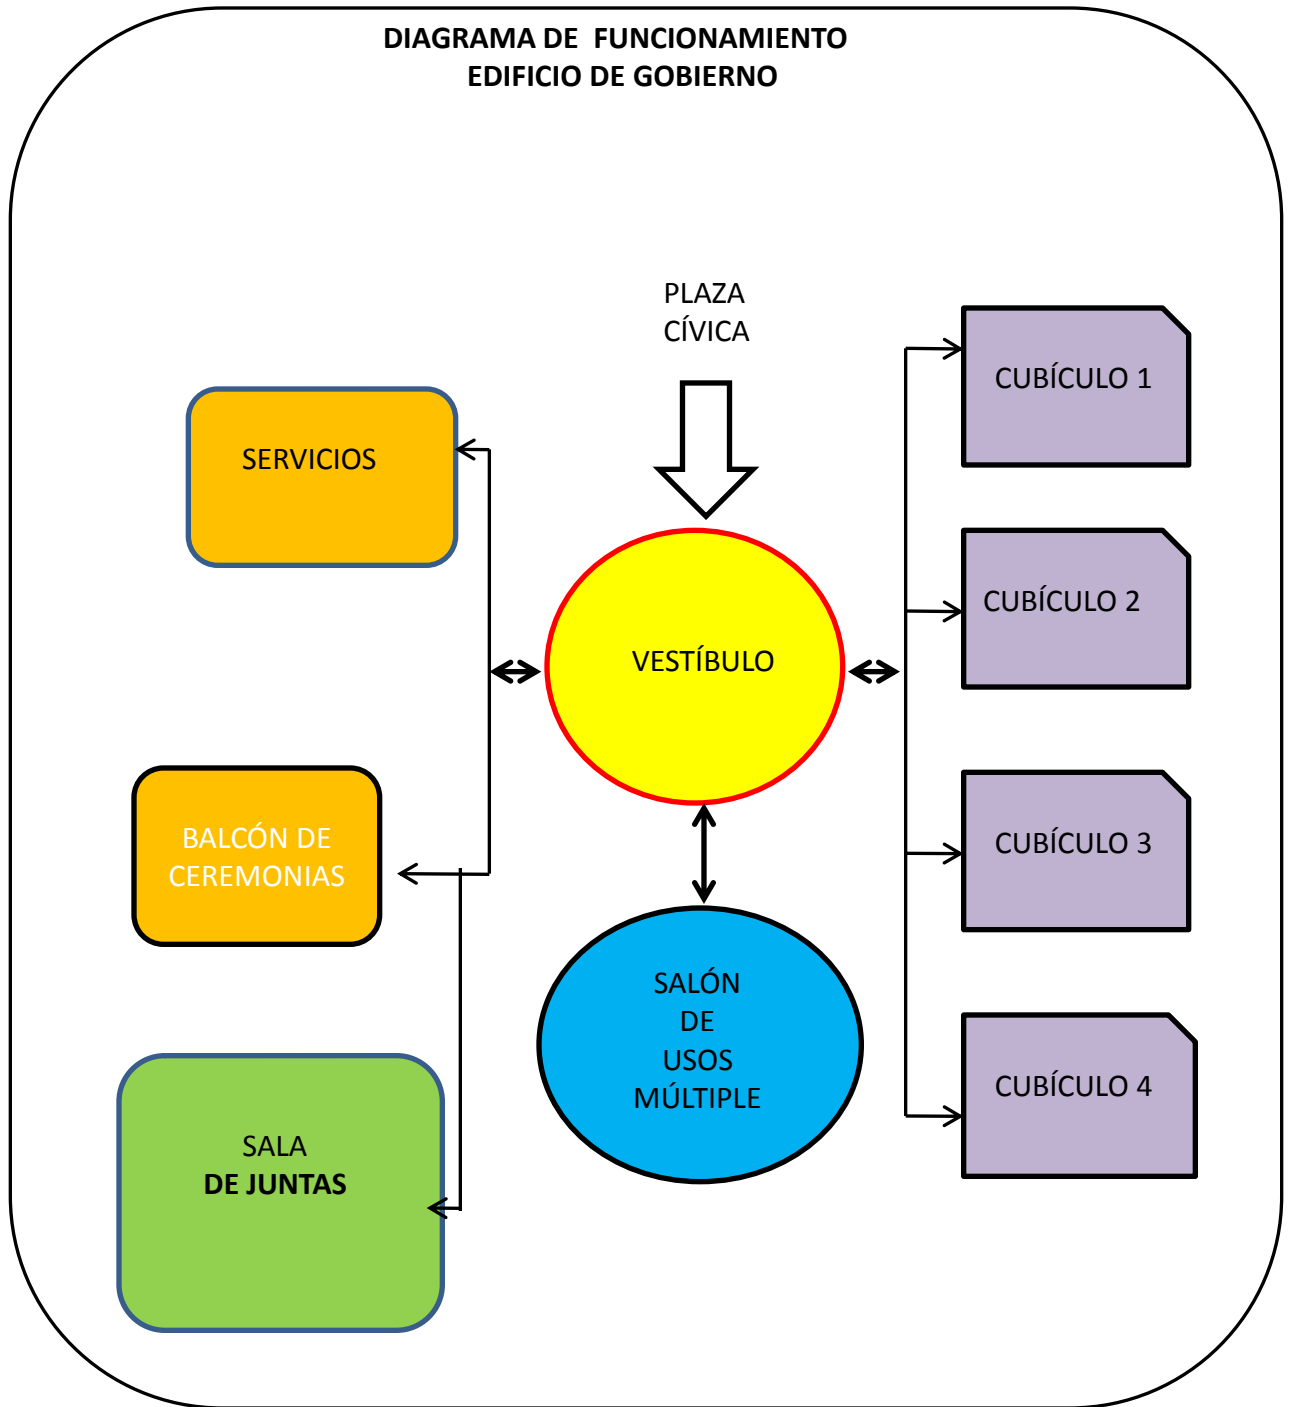 DIAGRAMA DE FUNCIONAMIENTO
EDIFICIO DE GOBIERNO
PLAZA
CÍVICA
SERVICIOS
VESTÍBULO
BALCÓN DE
CEREMONIAS
SALA
DE JUNTAS
SALÓN
DE
USOS
MÚLTIPLE
CUBÍCULO 1
CUBÍCULO 2
CUBÍCULO 3
CUBÍCULO 4